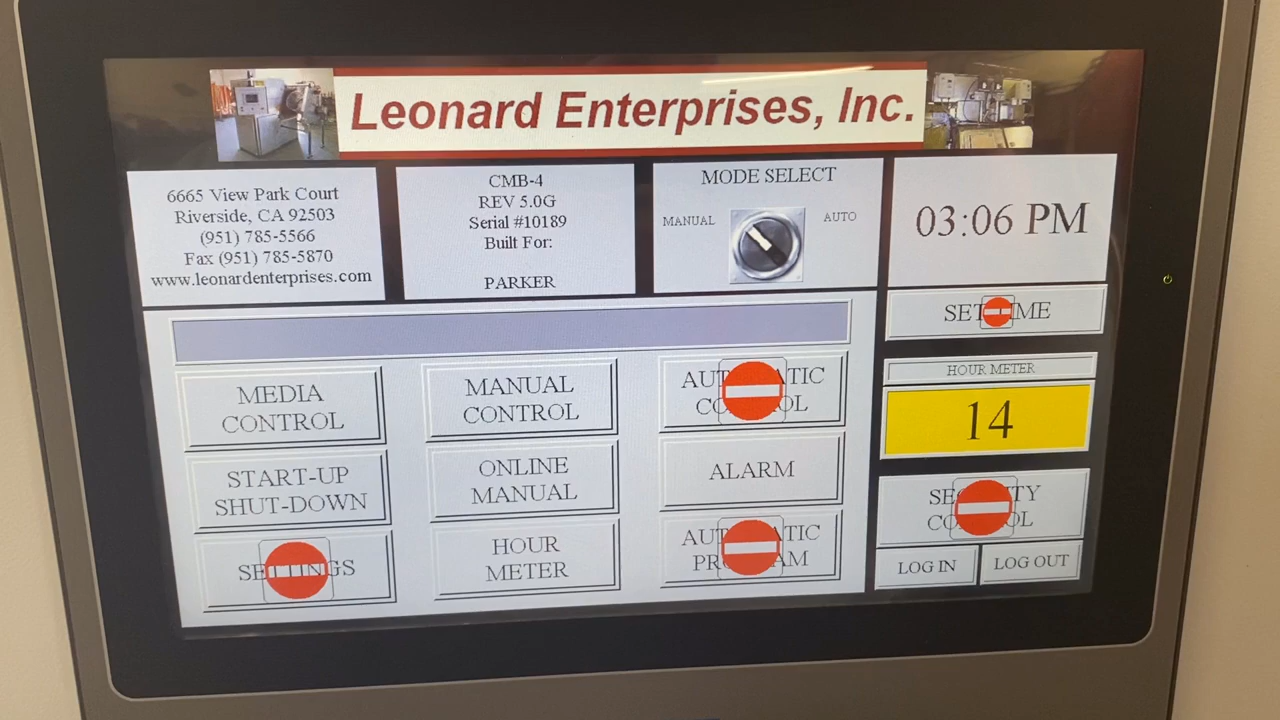 Leonard Enterprises, Inc.
6665 View Park Court
Riverside, CA 92503
(951) 785-5566
Fax (951) 785-5870
www.leonardenterprises.com
CMB-4
REV 5.0G
Serial #10189
Built For:
PARKER
MODE SELECT
MANUAL
AUTO
03:06 PM
SET TIME
HOUR METER
14
MEDIA
CONTROL
MANUAL
CONTROL
AUTOMATIC
CONTROL
START-UP
SHUT-DOWN
ONLINE
MANUAL
ALARM
SETTINGS
HOUR
METER
AUTOMATIC
PROGRAM
SECURITY
CONTROL
LOG IN
LOG OUT